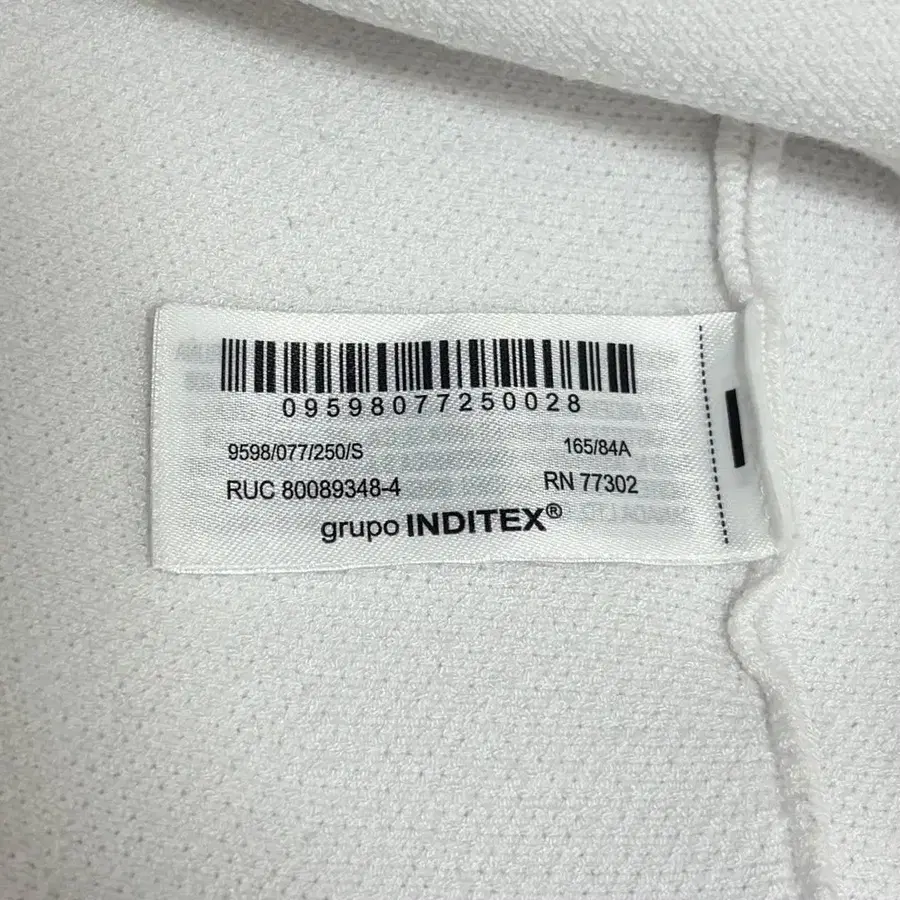 09598077250028
9598/077/250/S 165/84A
RUC 80089348-4 RN 77302
grupo INDITEX®